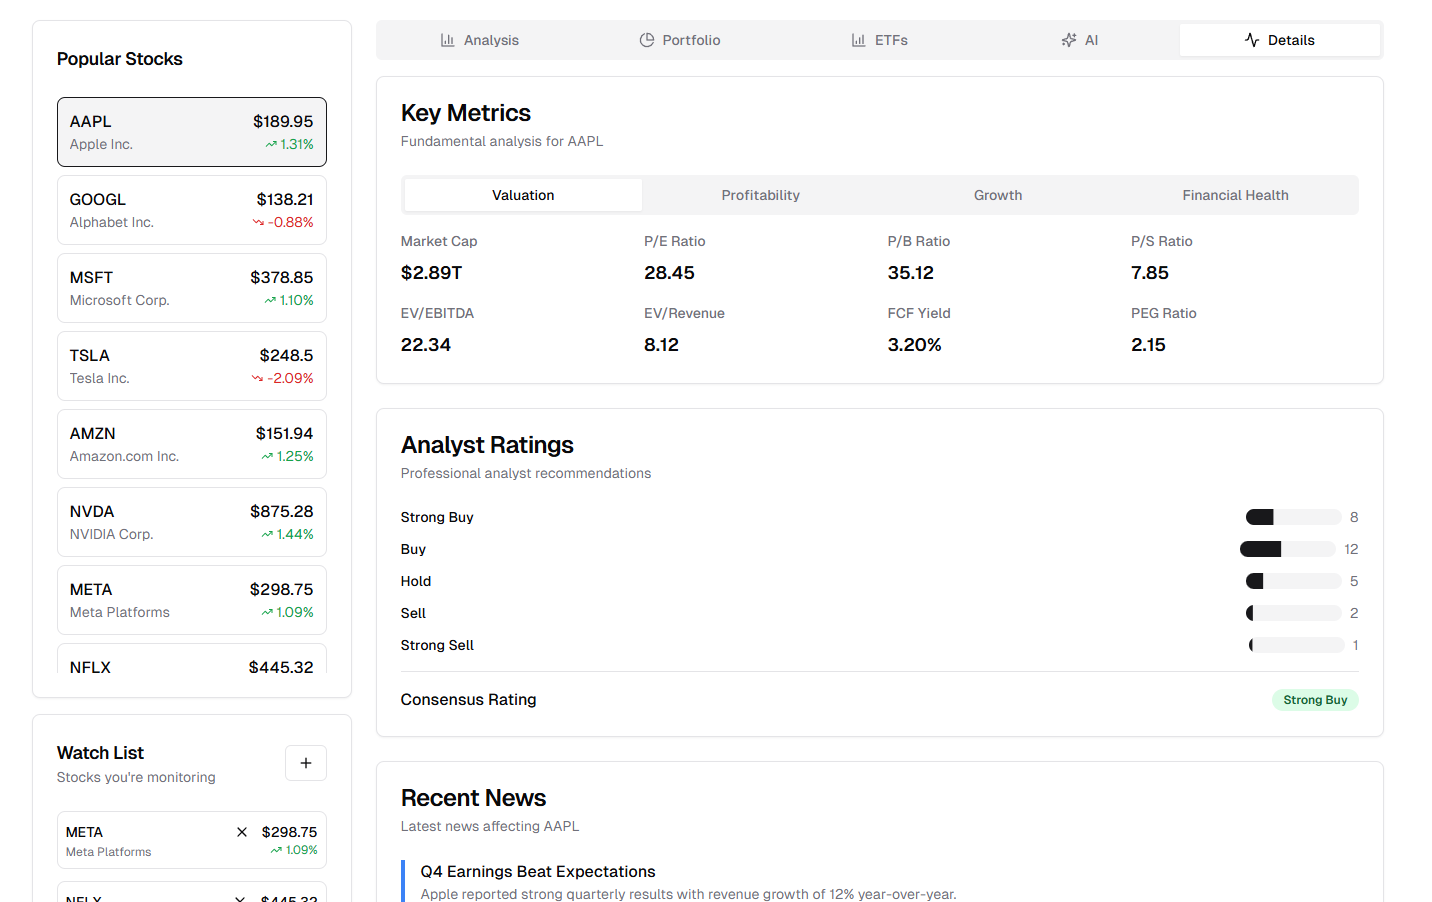 Popular Stocks
AAPL $189.95
Apple Inc. 1.31%
GOOGL $138.21
Alphabet Inc. -0.88%
MSFT $378.85
Microsoft Corp. 1.10%
TSLA $248.5
Tesla Inc. -2.09%
AMZN $151.94
Amazon.com Inc. 1.25%
NVDA $875.28
NVIDIA Corp. 1.44%
META $298.75
Meta Platforms 1.09%
NFLX $445.32
Watch List
Stocks you're monitoring
META $298.75
Meta Platforms 1.09%
NFLX $445.32
Analysis Portfolio ETFs AI Details
Key Metrics
Fundamental analysis for AAPL
Valuation Profitability Growth Financial Health
Market Cap P/E Ratio P/B Ratio P/S Ratio
$2.89T 28.45 35.12 7.85
EV/EBITDA EV/Revenue FCF Yield PEG Ratio
22.34 8.12 3.20% 2.15
Analyst Ratings
Professional analyst recommendations
Strong Buy 8
Buy 12
Hold 5
Sell 2
Strong Sell 1
Consensus Rating Strong Buy
Recent News
Latest news affecting AAPL
Q4 Earnings Beat Expectations
Apple reported strong quarterly results with revenue growth of 12% year-over-year.